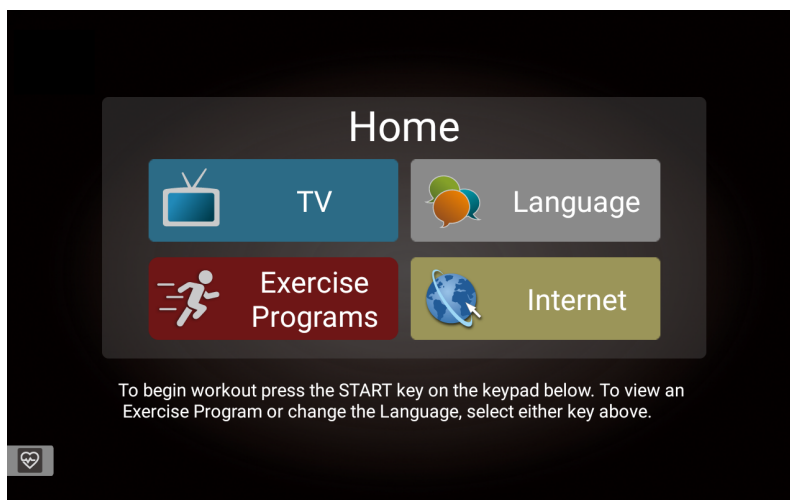 Home
TV
Language
Exercise
Programs
Internet
To begin workout press the START key on the keypad below. To view an
Exercise Program or change the Language, select either key above.